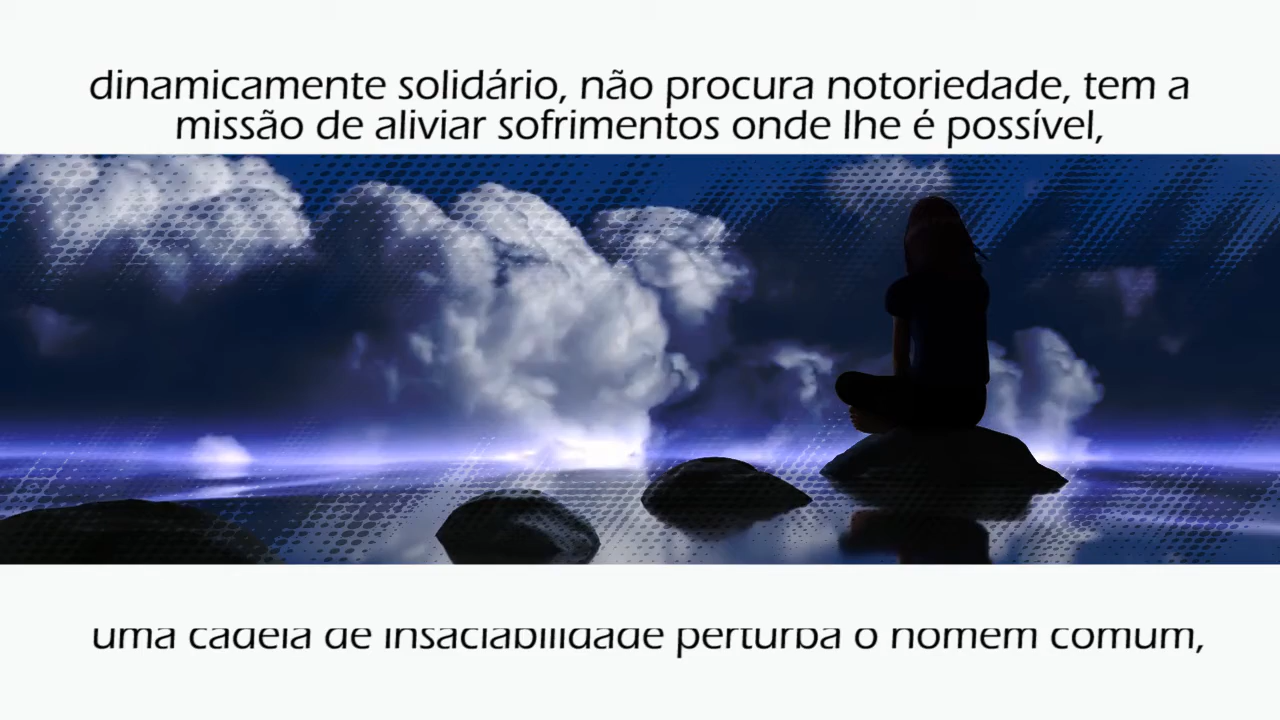 dinamicamente solidário, não procura notoriedade, tem a
missão de aliviar sofrimentos onde lhe é possível,
uma cadeia de insaciabilidade perturba o homem comum,